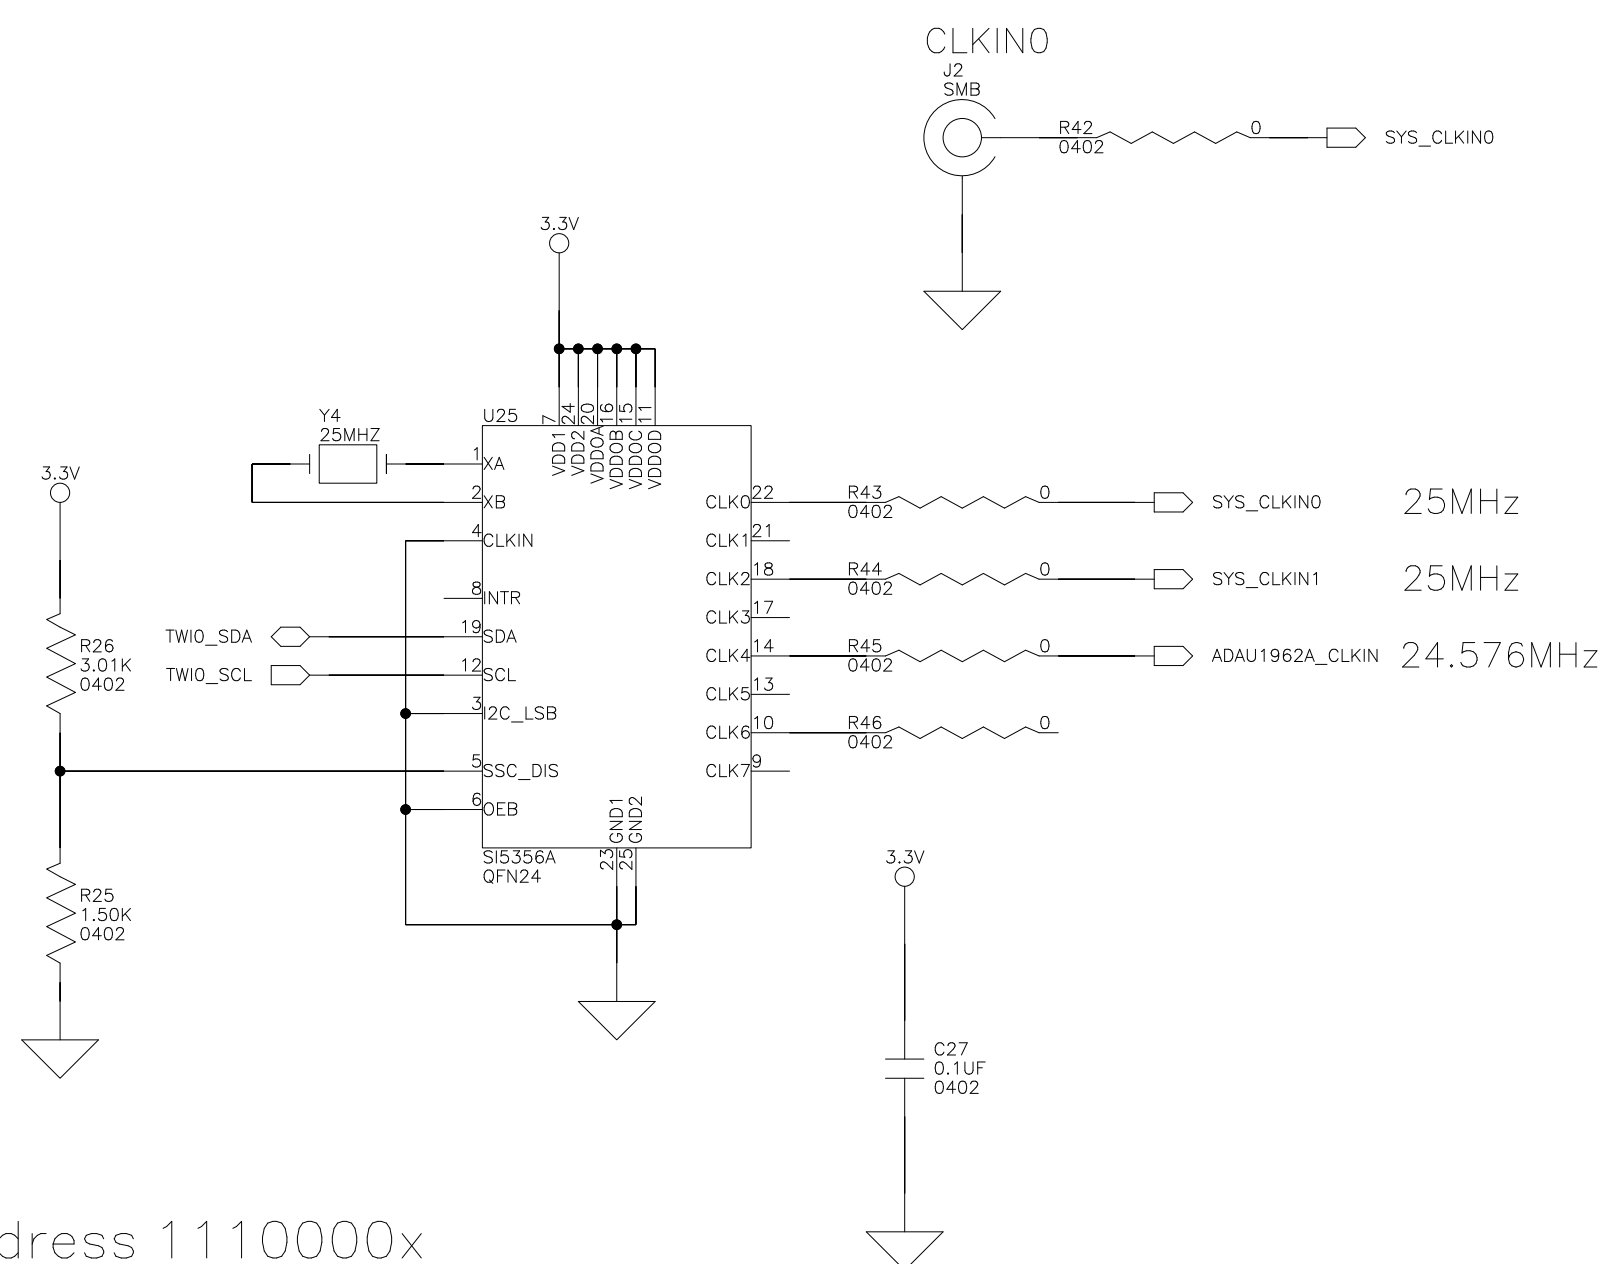 CLKIN0
J2
SMB
R42
0402
0
SYS_CLKIN0
3.3V
Y4
25MHZ
U25
7
24
20
16
15
11
VDD1
VDD2
VDDOA
VDDOB
VDDOC
VDDOD
3.3V
1
XA
2
XB
4
CLKIN
8
INTR
TWI0_SDA
19
SDA
TWI0_SCL
12
SCL
3
I2C_LSB
5
SSC_DIS
6
OEB
R26
3.01K
0402
R25
1.50K
0402
CLK0
22
R43
0402
0
SYS_CLKIN0
25MHz
CLK1
21
CLK2
18
R44
0402
0
SYS_CLKIN1
25MHz
CLK3
17
CLK4
14
R45
0402
0
ADAU1962A_CLKIN
24.576MHz
CLK5
13
CLK6
10
R46
0402
0
CLK7
9
GND1
GND2
23
25
SI5356A
QFN24
3.3V
C27
0.1UF
0402
dress 1110000x